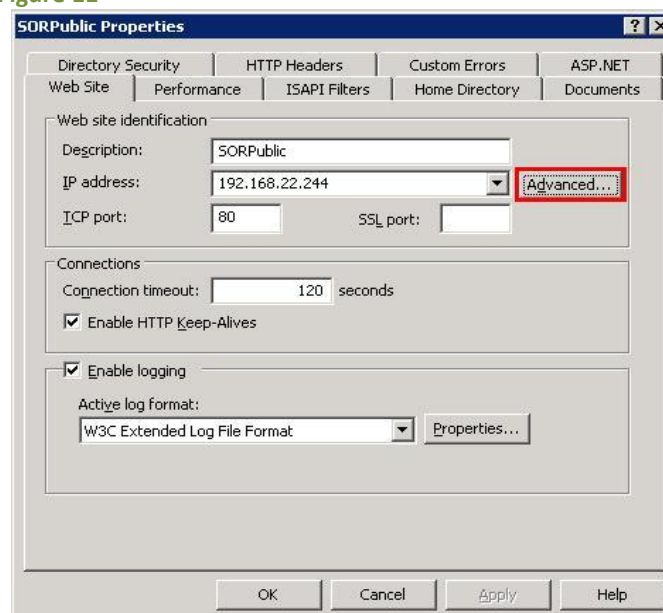 SORPublic Properties
Directory Security HTTP Headers Custom Errors ASP.NET
Web Site Performance ISAPI Filters Home Directory Documents
Web site identification
Description: SORPublic
IP address: 192.168.22.244 Advanced...
TCP port: 80 SSL port:
Connections
Connection timeout: 120 seconds
Enable HTTP Keep-Alives
Enable logging
Active log format:
W3C Extended Log File Format Properties...
OK Cancel Apply Help